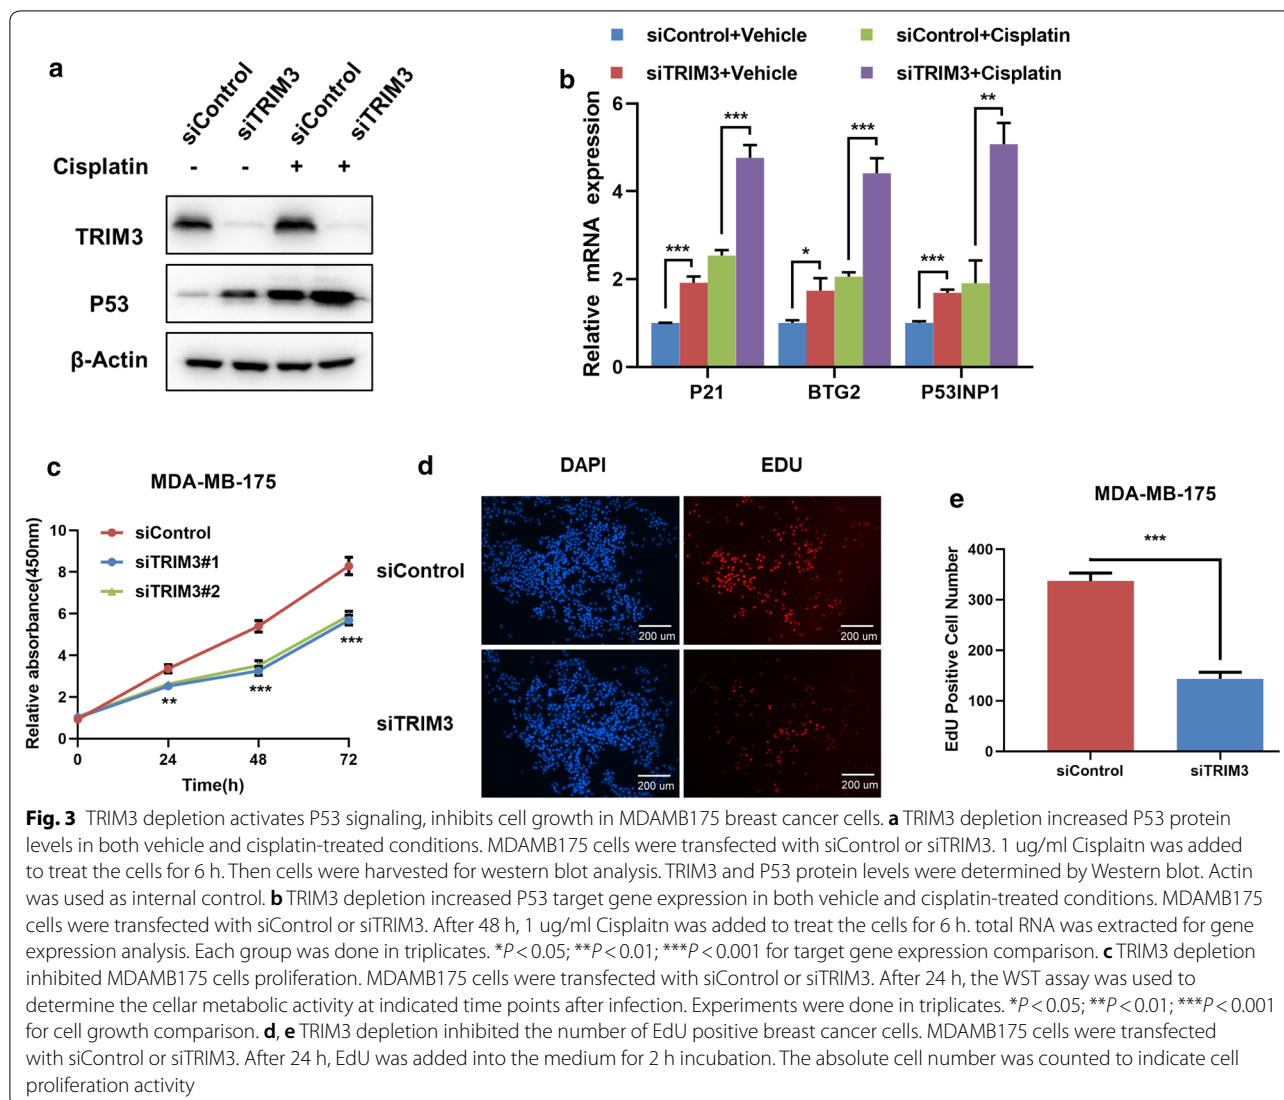 a
siControl
siTRIM3
siControl
siTRIM3
Cisplatin
-
-
+
+
TRIM3
P53
β-Actin
b
siControl+Vehicle
siControl+Cisplatin
siTRIM3+Vehicle
siTRIM3+Cisplatin
Relative mRNA expression
6
4
2
0
***
***
*
***
***
**
P21
BTG2
P53INP1
c
MDA-MB-175
siControl
siTRIM3#1
siTRIM3#2
Relative absorbance(450nm)
10
8
6
4
2
0
**
***
***
0
24
48
72
Time(h)
d
DAPI
EDU
siControl
200 um
200 um
siTRIM3
200 um
200 um
e
MDA-MB-175
EdU Positive Cell Number
400
300
200
100
0
***
siControl
siTRIM3
Fig. 3 TRIM3 depletion activates P53 signaling, inhibits cell growth in MDAMB175 breast cancer cells. a TRIM3 depletion increased P53 protein
levels in both vehicle and cisplatin-treated conditions. MDAMB175 cells were transfected with siControl or siTRIM3. 1 ug/ml Cisplaitn was added
to treat the cells for 6 h. Then cells were harvested for western blot analysis. TRIM3 and P53 protein levels were determined by Western blot. Actin
was used as internal control. b TRIM3 depletion increased P53 target gene expression in both vehicle and cisplatin-treated conditions. MDAMB175
cells were transfected with siControl or siTRIM3. After 48 h, 1 ug/ml Cisplaitn was added to treat the cells for 6 h. total RNA was extracted for gene
expression analysis. Each group was done in triplicates. *P < 0.05; **P < 0.01; ***P < 0.001 for target gene expression comparison. c TRIM3 depletion
inhibited MDAMB175 cells proliferation. MDAMB175 cells were transfected with siControl or siTRIM3. After 24 h, the WST assay was used to
determine the cellar metabolic activity at indicated time points after infection. Experiments were done in triplicates. *P < 0.05; **P < 0.01; ***P < 0.001
for cell growth comparison. d, e TRIM3 depletion inhibited the number of EdU positive breast cancer cells. MDAMB175 cells were transfected
with siControl or siTRIM3. After 24 h, EdU was added into the medium for 2 h incubation. The absolute cell number was counted to indicate cell
proliferation activity